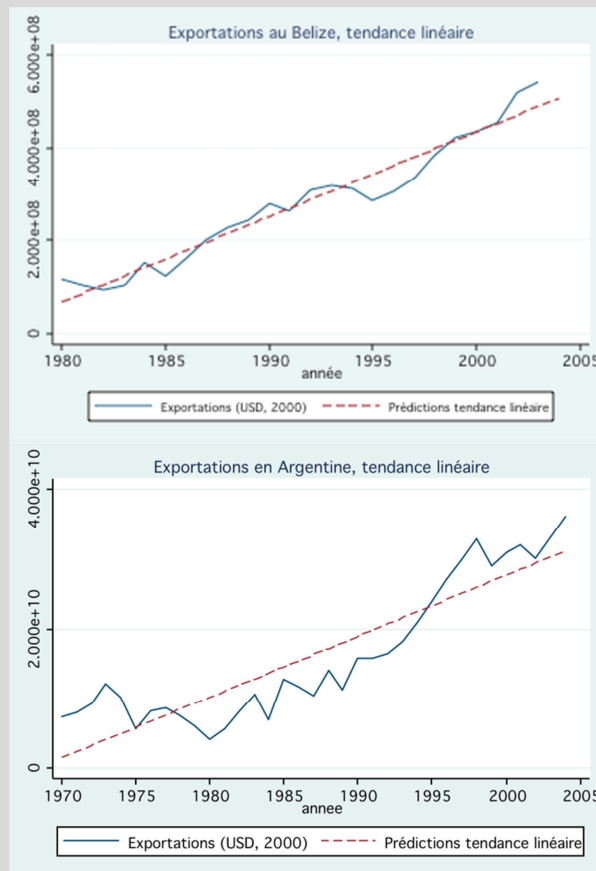 Exportations au Belize, tendance linéaire
6.000e+08
4.000e+08
2.000e+08
0
1980 1985 1990 1995 2000 2005
année
Exportations (USD, 2000) Prédictions tendance linéaire
Exportations en Argentine, tendance linéaire
4.000e+10
2.000e+10
0
1970 1975 1980 1985 1990 1995 2000 2005
annee
Exportations (USD, 2000) Prédictions tendance linéaire